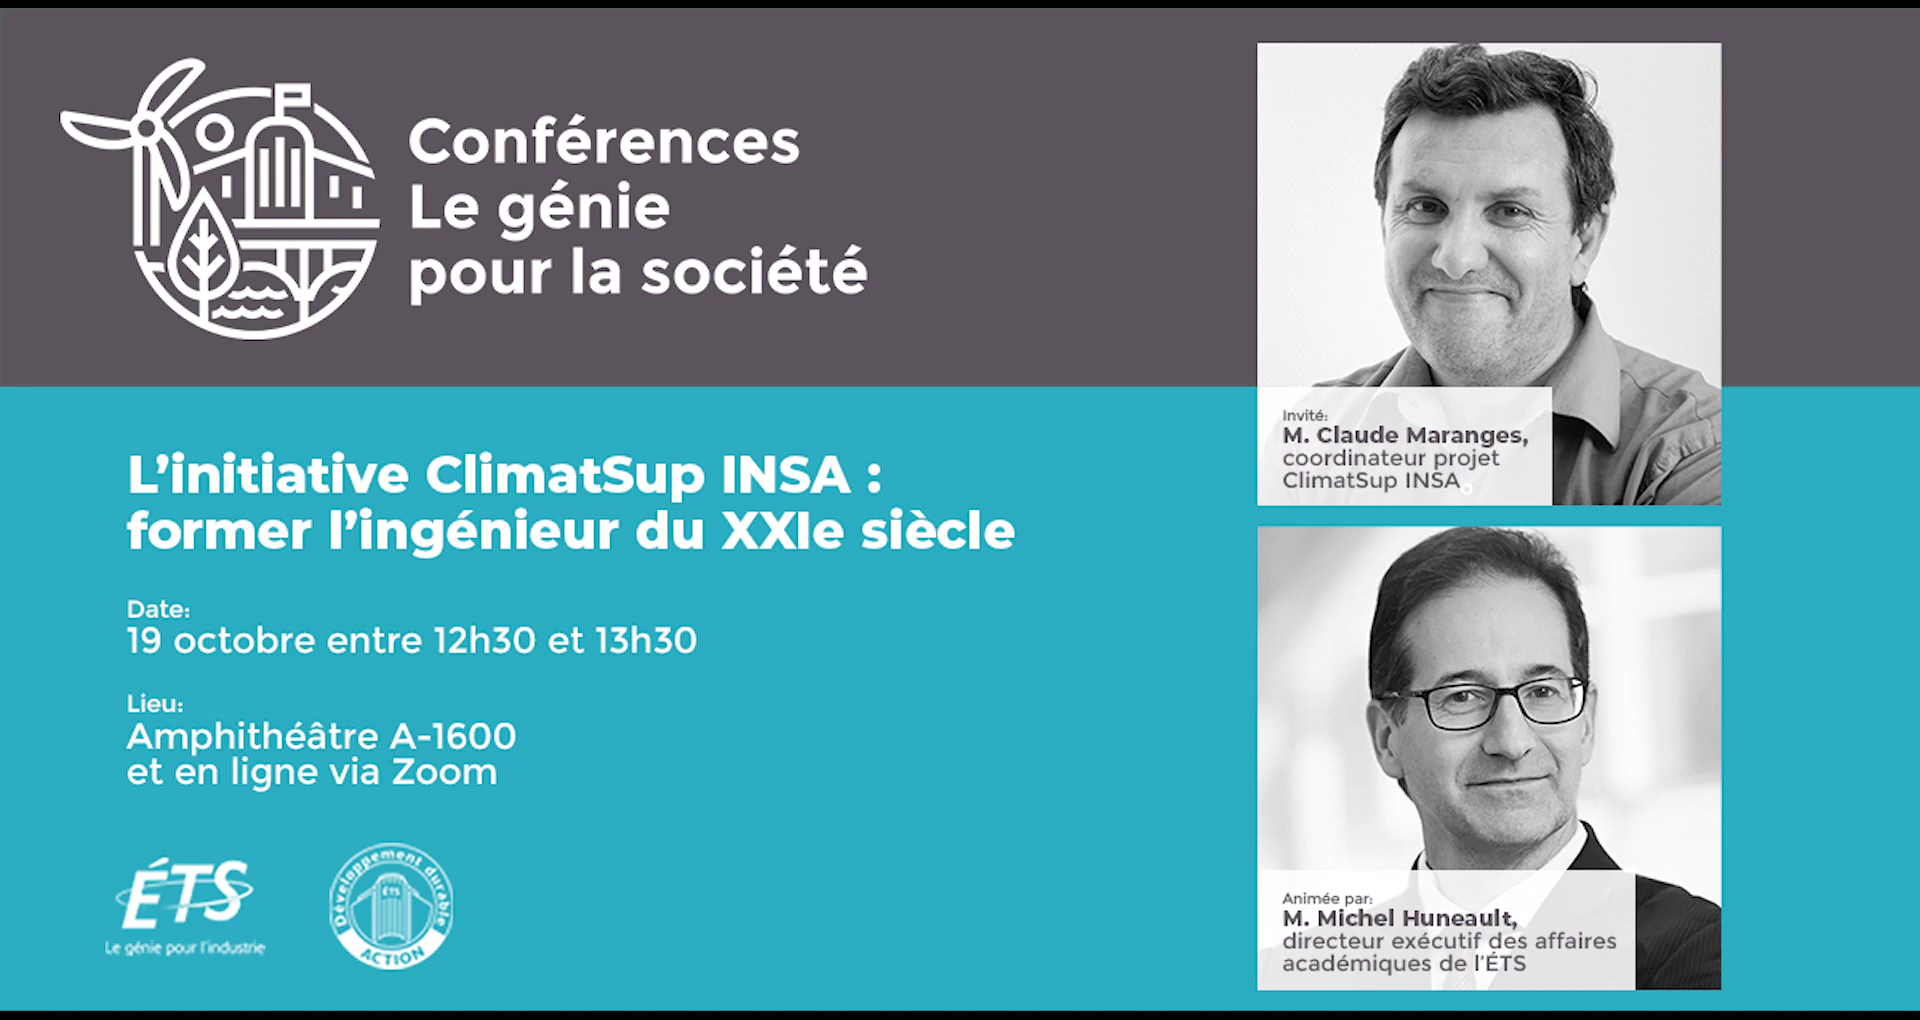 Conférences
Le génie
pour la société
L'initiative ClimatSup INSA :
former l'ingénieur du XXIe siècle
Date:
19 octobre entre 12h30 et 13h30
Lieu:
Amphithéâtre A-1600
et en ligne via Zoom
ÉTS
Le génie pour l'industrie
Développement durable
ÉTS
ACTION
Invité:
M. Claude Maranges,
coordinateur projet
ClimatSup INSA
Animée par:
M. Michel Huneault,
directeur exécutif des affaires
académiques de l'ÉTS